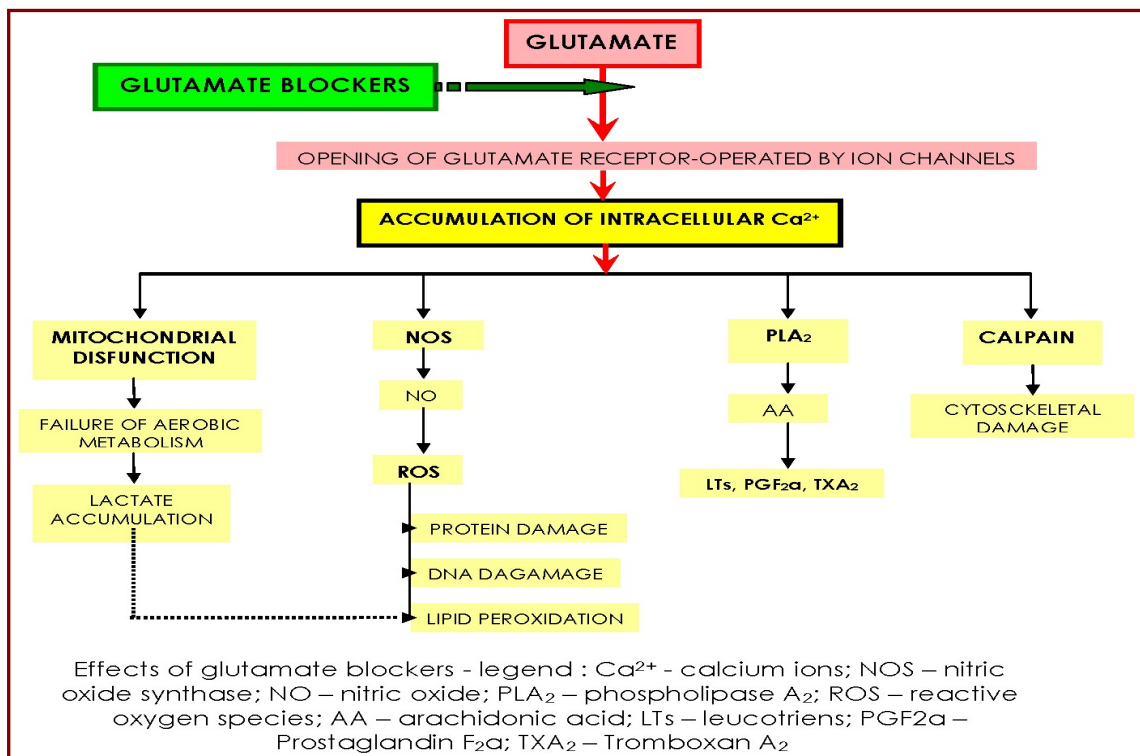 GLUTAMATE
GLUTAMATE BLOCKERS
OPENING OF GLUTAMATE RECEPTOR-OPERATED BY ION CHANNELS
ACCUMULATION OF INTRACELLULAR Ca²⁺
MITOCHONDRIAL
DISFUNCTION
NOS
PLA₂
CALPAIN
FAILURE OF AEROBIC
METABOLISM
NO
AA
CYTOSCKELETAL
DAMAGE
LACTATE
ACCUMULATION
ROS
LTs, PGF₂a, TXA₂
PROTEIN DAMAGE
DNA DAGAMAGE
LIPID PEROXIDATION
Effects of glutamate blockers - legend : Ca²⁺ - calcium ions; NOS – nitric
oxide synthase; NO – nitric oxide; PLA₂ – phospholipase A₂; ROS – reactive
oxygen species; AA – arachidonic acid; LTs – leucotriens; PGF2a –
Prostaglandin F₂a; TXA₂ – Tromboxan A₂